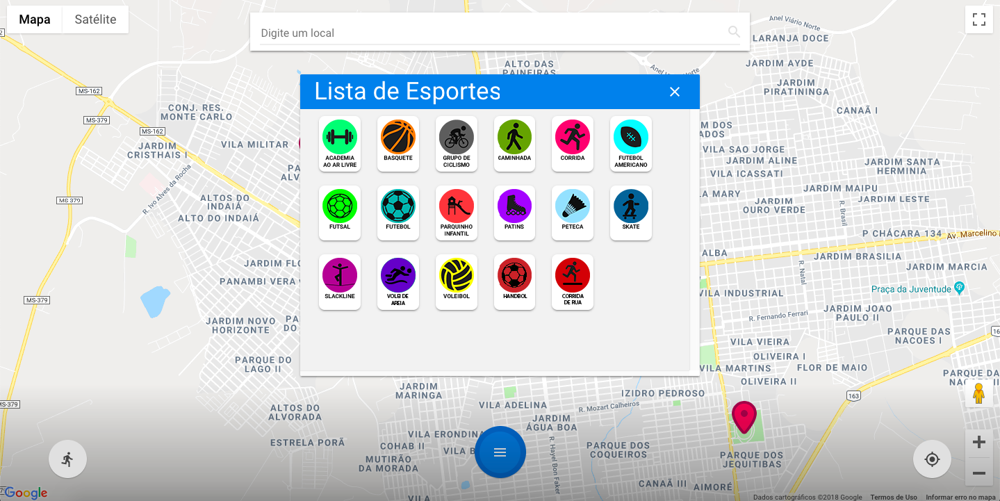 Mapa
Satélite
Digite um local
Anel Viário Norte
LARANJA DOCE
ALTO DAS
PAINEIRAS
Anel Viário Norte
JARDIM AYDE
JARDIM
PIRATININGA
MS-162
MS-379
MS-162
CONJ. RES.
MONTE CARLO
JARDIM
CRISTHAIS I
VILA MILITAR
R. Ivo Alves da Rocha
MS 379
ALTOS DO
INDAIÁ
ALTO DO INDAIÁ
Lista de Esportes
ACADEMIA
AO AR LIVRE
BASQUETE
GRUPO DE
CICLISMO
CAMINHADA
CORRIDA
FUTEBOL
AMERICANO
FUTSAL
FUTEBOL
PARQUINHO
INFANTIL
PATINS
PETECA
SKATE
SLACKLINE
VOLEI DE
AREIA
VOLEIBOL
HANDBOL
CORRIDA
DE RUA
CANAÃ I
VILA SAO JORGE
JARDIM ALINE
VILA ICASSATI
JARDIM SANTA
HERMINIA
VILA MARY
JARDIM MAIPU
JARDIM
OURO VERDE
JARDIM LESTE
R. Brasil
P CHÁCARA 134
Av. Marcelino
ALBA
JARDIM BRASILIA
JARDIM MARCIA
R. Natal
Praça da Juventude
VILA INDUSTRIAL
JARDIM JOAO
PAULO II
R. Fernando Ferrari
PARQUE DAS
NACOES I
VILA VIEIRA
OLIVEIRA I
VILA MARTINS
FLOR DE MAIO
OLIVEIRA II
PARQUE DAS
163
JARDIM FLO
PANAMBI VERA
MS-379
JARDIM NOVO
HORIZONTE
PARQUE DO
LAGO II
MS-379
ALTOS DO
ALVORADA
ESTRELA PORÃ
JARDIM
MARINGA
VILA ADELINA
IZIDRO PEDROSO
R. Mozart Calheiros
JARDIM
ÁGUA BOA
VILA ERONDINA
COHAB II
VILA B
MUTIRÃO
DA MORADA
R. Hayel Bon Faker
PARQUE DOS
COQUEIROS
PARQUE DOS
JEQUITIBAS
CANAÃ III
AIMORÉ
VILA
Google
Dados cartográficos ©2018 Google
Termos de Uso
Informar erro no mapa